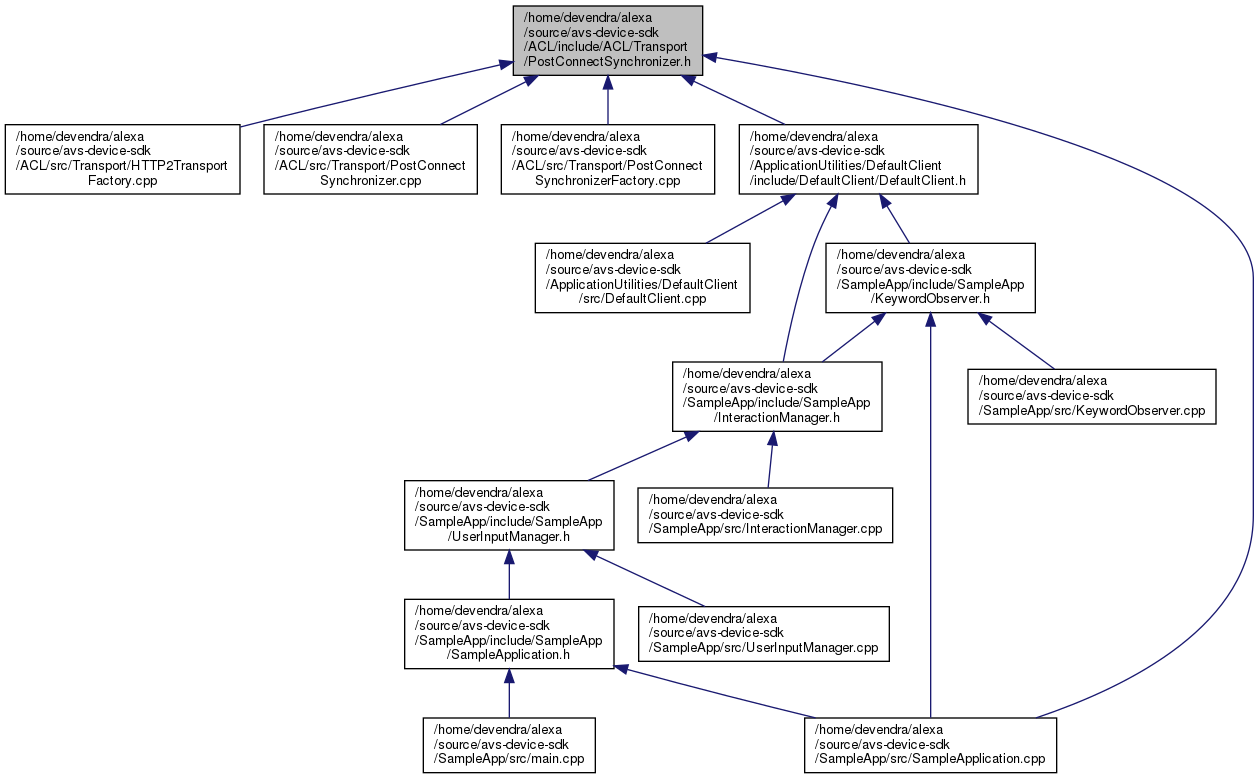 /home/devendra/alexa
/source/avs-device-sdk
/ACL/include/ACL/Transport
/PostConnectSynchronizer.h
/home/devendra/alexa
/source/avs-device-sdk
/ACL/src/Transport/HTTP2Transport
Factory.cpp
/home/devendra/alexa
/source/avs-device-sdk
/ACL/src/Transport/PostConnect
Synchronizer.cpp
/home/devendra/alexa
/source/avs-device-sdk
/ACL/src/Transport/PostConnect
SynchronizerFactory.cpp
/home/devendra/alexa
/source/avs-device-sdk
/ApplicationUtilities/DefaultClient
/include/DefaultClient/DefaultClient.h
/home/devendra/alexa
/source/avs-device-sdk
/ApplicationUtilities/DefaultClient
/src/DefaultClient.cpp
/home/devendra/alexa
/source/avs-device-sdk
/SampleApp/include/SampleApp
/KeywordObserver.h
/home/devendra/alexa
/source/avs-device-sdk
/SampleApp/include/SampleApp
/InteractionManager.h
/home/devendra/alexa
/source/avs-device-sdk
/SampleApp/src/KeywordObserver.cpp
/home/devendra/alexa
/source/avs-device-sdk
/SampleApp/include/SampleApp
/UserInputManager.h
/home/devendra/alexa
/source/avs-device-sdk
/SampleApp/src/InteractionManager.cpp
/home/devendra/alexa
/source/avs-device-sdk
/SampleApp/include/SampleApp
/SampleApplication.h
/home/devendra/alexa
/source/avs-device-sdk
/SampleApp/src/UserInputManager.cpp
/home/devendra/alexa
/source/avs-device-sdk
/SampleApp/src/main.cpp
/home/devendra/alexa
/source/avs-device-sdk
/SampleApp/src/SampleApplication.cpp